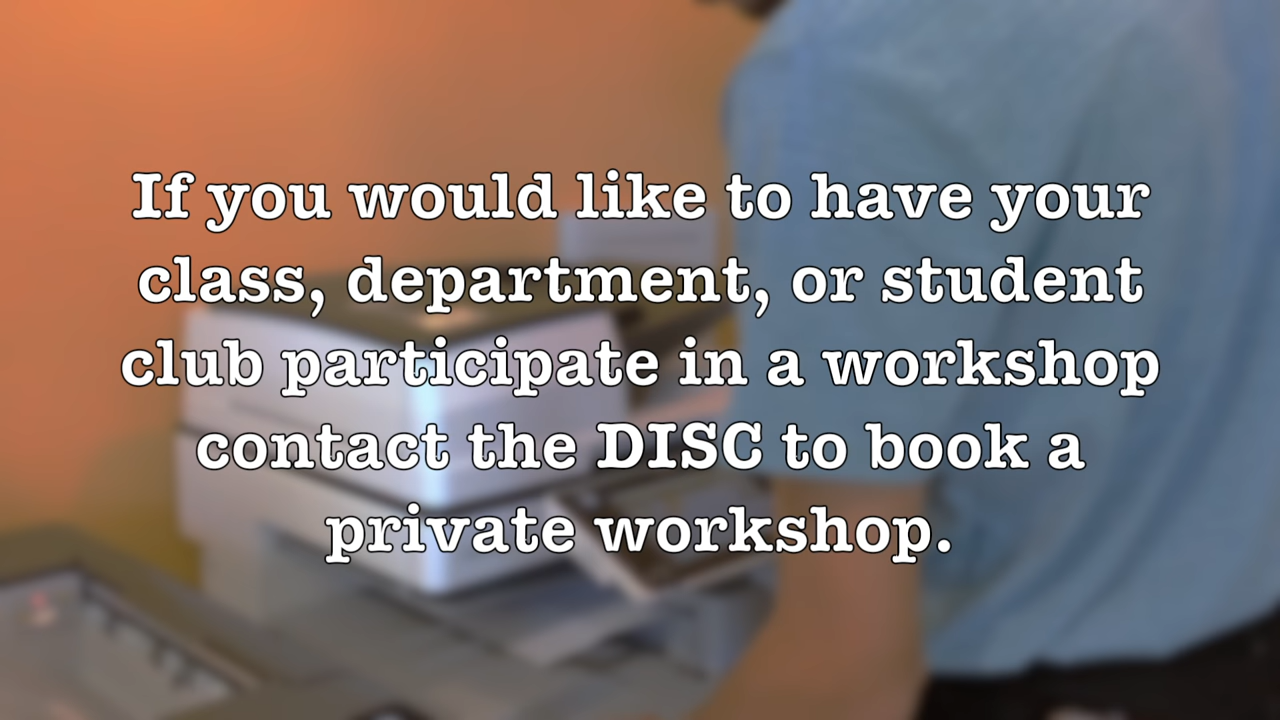 If you would like to have your
class, department, or student
club participate in a workshop
contact the DISC to book a
private workshop.